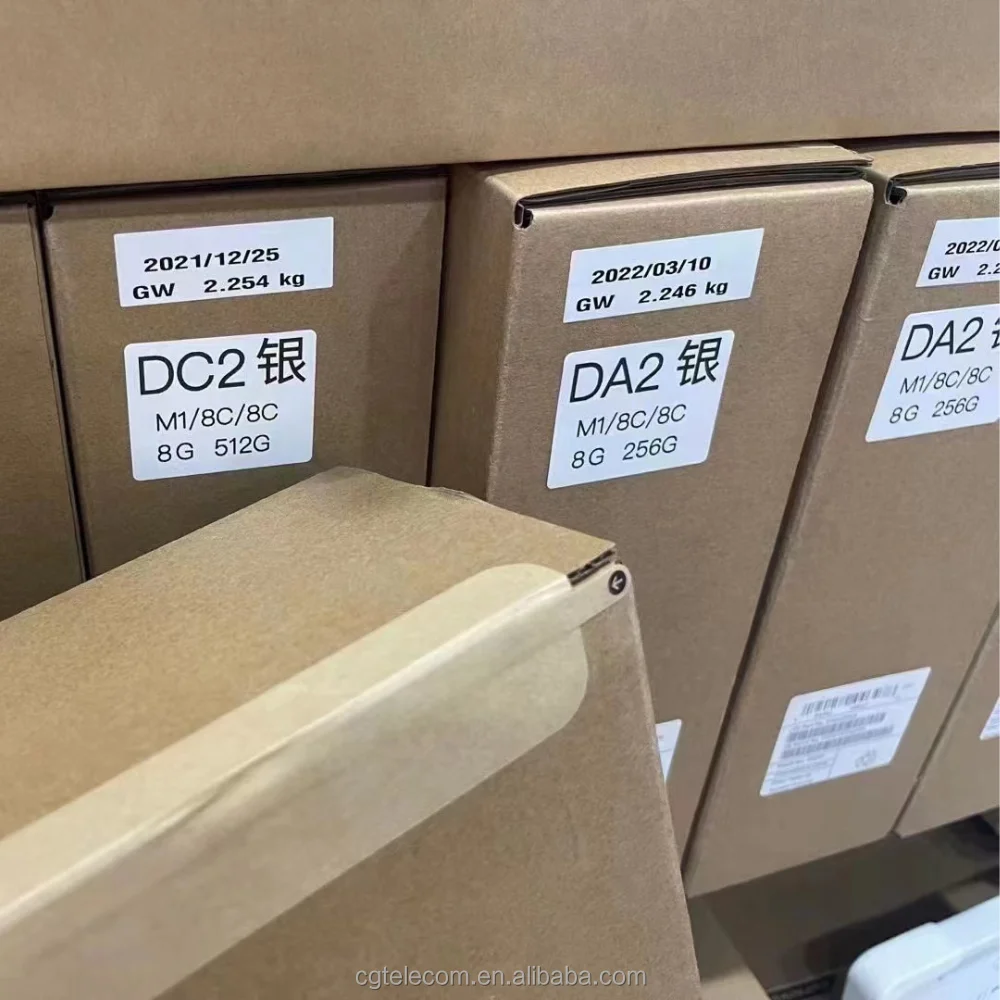 2021/12/25
GW 2.254 kg
DC2 银
M1/8C/8C
8G 512G
2022/03/10
GW 2.246 kg
DA2 银
M1/8C/8C
8G 256G
2022/0
GW 2.2
DA2
M1/8C/8C
8G 256G
cgtelecom.en.alibaba.com